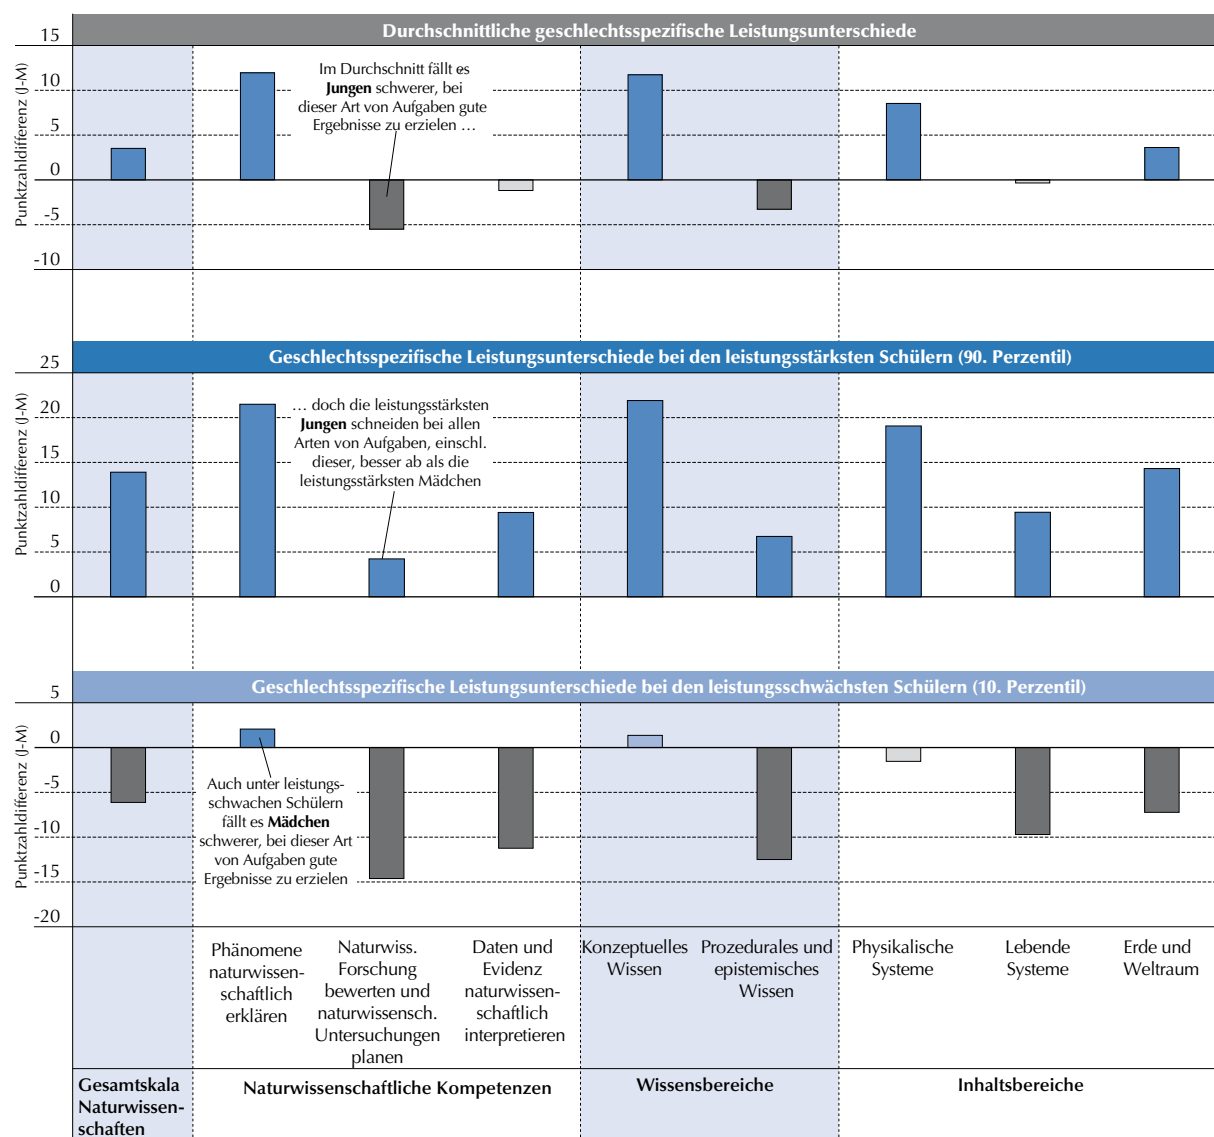 Durchschnittliche geschlechtsspezifische Leistungsunterschiede
Punktzahldifferenz (J-M)
15
10
5
0
-5
-10
Im Durchschnitt fällt es
Jungen schwerer, bei
dieser Art von Aufgaben gute
Ergebnisse zu erzielen …
Geschlechtsspezifische Leistungsunterschiede bei den leistungsstärksten Schülern (90. Perzentil)
Punktzahldifferenz (J-M)
25
20
15
10
5
0
… doch die leistungsstärksten
Jungen schneiden bei allen
Arten von Aufgaben, einschl.
dieser, besser ab als die
leistungsstärksten Mädchen
Geschlechtsspezifische Leistungsunterschiede bei den leistungsschwächsten Schülern (10. Perzentil)
Punktzahldifferenz (J-M)
5
0
-5
-10
-15
-20
Auch unter leistungs-
schwachen Schülern
fällt es Mädchen
schwerer, bei dieser Art
von Aufgaben gute
Ergebnisse zu erzielen
Phänomene
naturwissen-
schaftlich
erklären
Naturwiss.
Forschung
bewerten und
naturwissensch.
Untersuchungen
planen
Daten und
Evidenz
naturwissen-
schaftlich
interpretieren
Konzeptuelles
Wissen
Prozedurales und
epistemisches
Wissen
Physikalische
Systeme
Lebende
Systeme
Erde und
Weltraum
Gesamtskala
Naturwissen-
schaften
Naturwissenschaftliche Kompetenzen
Wissensbereiche
Inhaltsbereiche